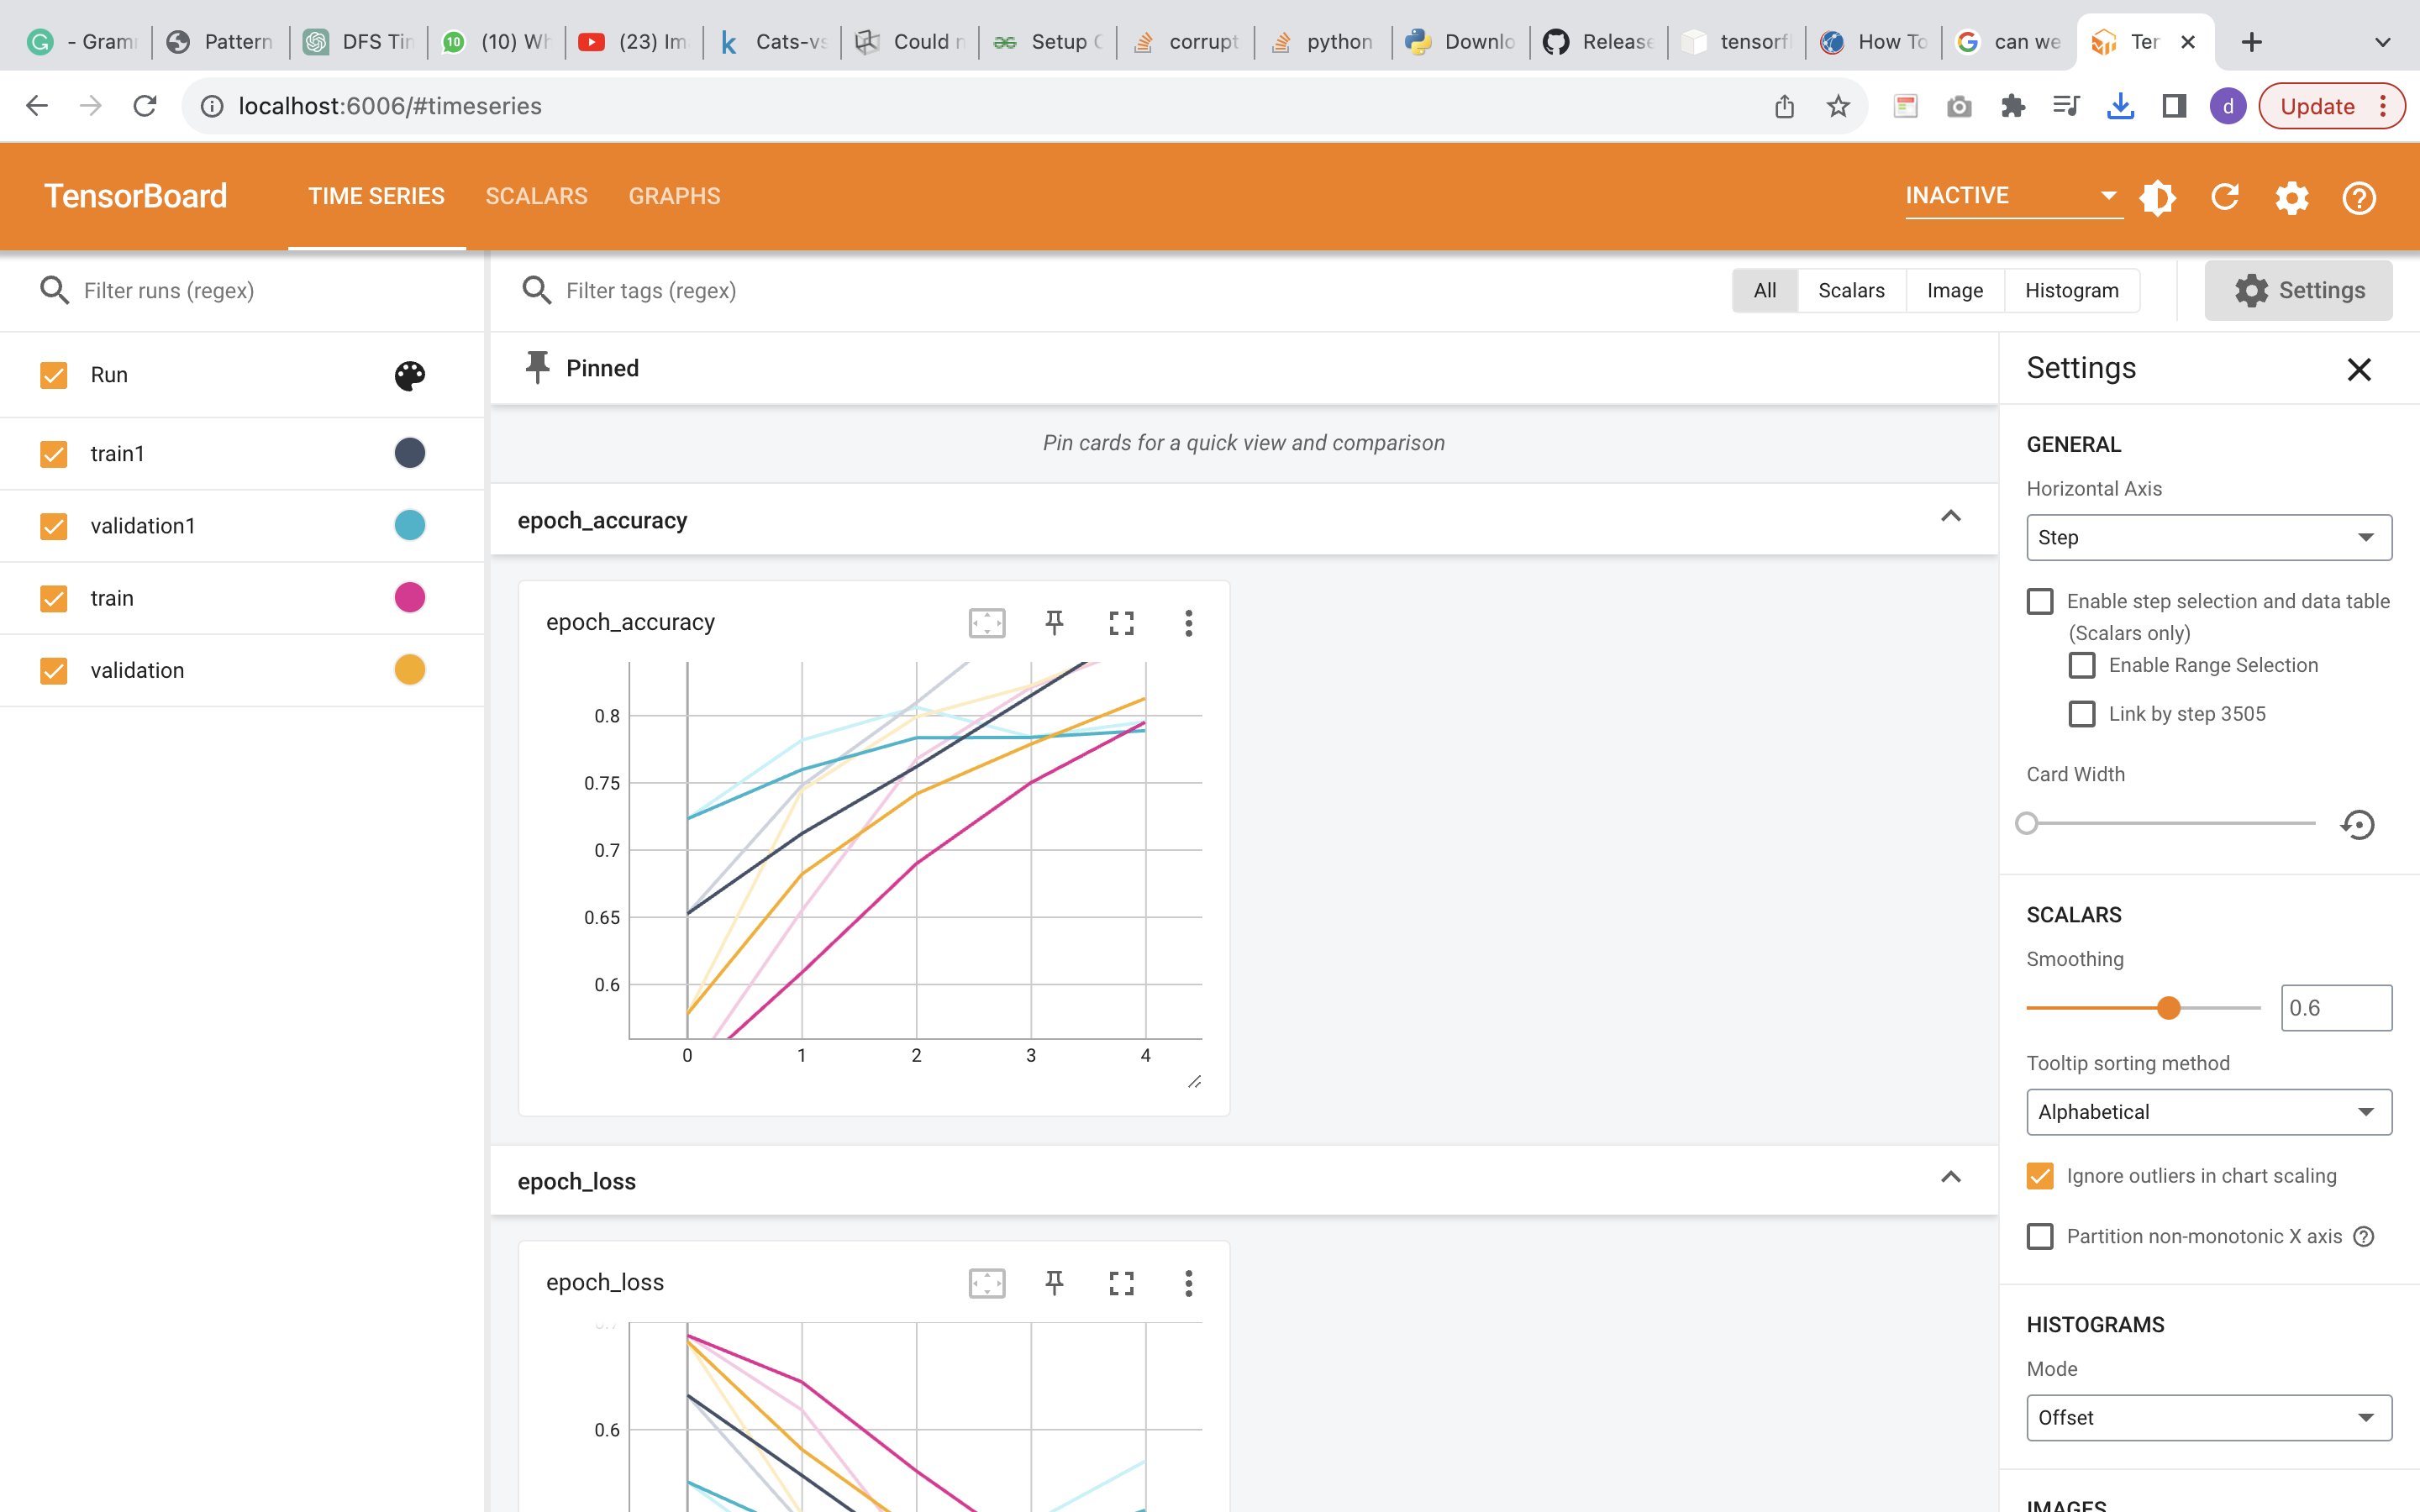 - Gram
Pattern
DFS Tim
(10) Wh
(23) Im
Cats-vs
Could n
Setup
corrupt
python
Downlo
Release
tensorf
How To
can we
Ter
localhost:6006/#timeseries
d
Update
TensorBoard
TIME SERIES
SCALARS
GRAPHS
INACTIVE
Filter runs (regex)
Filter tags (regex)
All
Scalars
Image
Histogram
Settings
Run
train1
validation1
train
validation
Pinned
Pin cards for a quick view and comparison
epoch_accuracy
epoch_accuracy
0.8
0.75
0.7
0.65
0.6
0 1 2 3 4
epoch_loss
epoch_loss
0.6
Settings
GENERAL
Horizontal Axis
Step
Enable step selection and data table
(Scalars only)
Enable Range Selection
Link by step 3505
Card Width
SCALARS
Smoothing
0.6
Tooltip sorting method
Alphabetical
Ignore outliers in chart scaling
Partition non-monotonic X axis
HISTOGRAMS
Mode
Offset
IMAGES